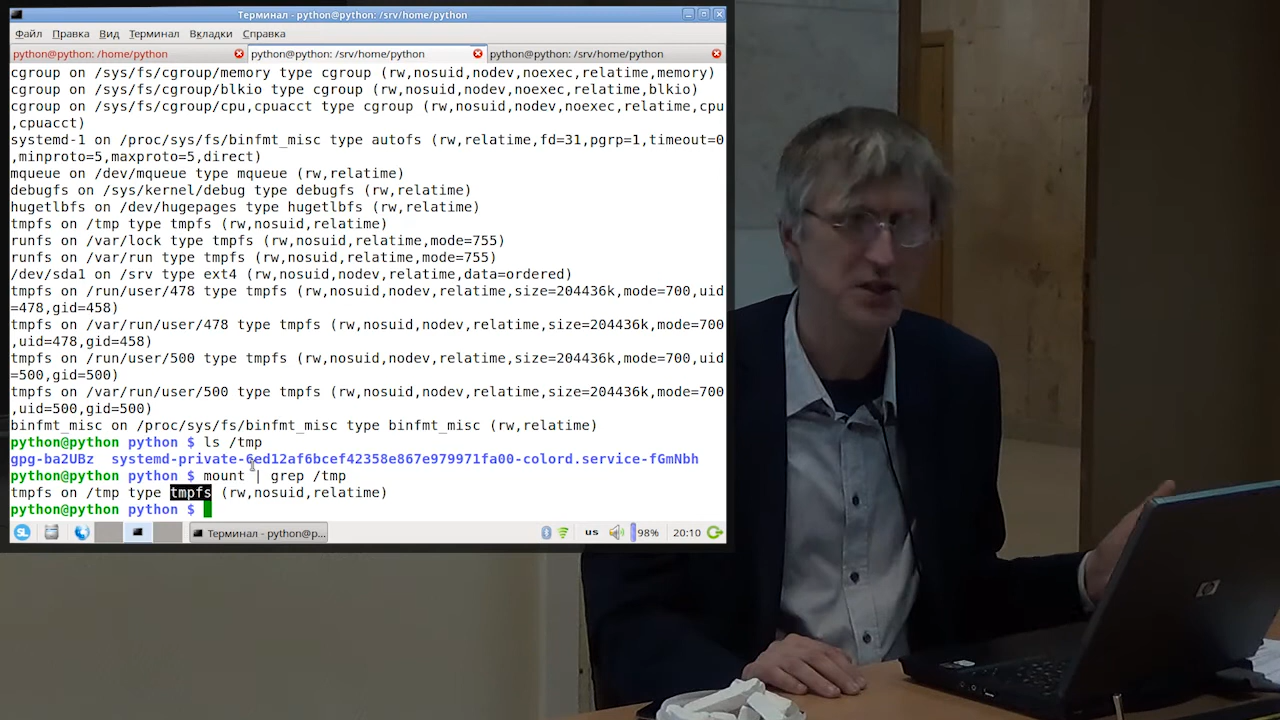 Терминал - python@python: /srv/home/python
Файл Правка Вид Терминал Вкладки Справка
python@python: /home/python
python@python: /srv/home/python
python@python: /srv/home/python
cgroup on /sys/fs/cgroup/memory type cgroup (rw,nosuid,nodev,noexec,relatime,memory)
cgroup on /sys/fs/cgroup/blkio type cgroup (rw,nosuid,nodev,noexec,relatime,blkio)
cgroup on /sys/fs/cgroup/cpu,cpuacct type cgroup (rw,nosuid,nodev,noexec,relatime,cpu
,cpuacct)
systemd-1 on /proc/sys/fs/binfmt_misc type autofs (rw,relatime,fd=31,pgrp=1,timeout=0
,minproto=5,maxproto=5,direct)
mqueue on /dev/mqueue type mqueue (rw,relatime)
debugfs on /sys/kernel/debug type debugfs (rw,relatime)
hugetlbfs on /dev/hugepages type hugetlbfs (rw,relatime)
tmpfs on /tmp type tmpfs (rw,nosuid,relatime)
runfs on /var/lock type tmpfs (rw,nosuid,relatime,mode=755)
runfs on /var/run type tmpfs (rw,nosuid,relatime,mode=755)
/dev/sda1 on /srv type ext4 (rw,nosuid,nodev,relatime,data=ordered)
tmpfs on /run/user/478 type tmpfs (rw,nosuid,nodev,relatime,size=204436k,mode=700,uid
=478,gid=458)
tmpfs on /var/run/user/478 type tmpfs (rw,nosuid,nodev,relatime,size=204436k,mode=700
,uid=478,gid=458)
tmpfs on /run/user/500 type tmpfs (rw,nosuid,nodev,relatime,size=204436k,mode=700,uid
=500,gid=500)
tmpfs on /var/run/user/500 type tmpfs (rw,nosuid,nodev,relatime,size=204436k,mode=700
,uid=500,gid=500)
binfmt_misc on /proc/sys/fs/binfmt_misc type binfmt_misc (rw,relatime)
python@python python $ ls /tmp
gpg-ba2UBz systemd-private-6ed12af6bcef42358e867e979971fa00-colord.service-fGmNbh
python@python python $ mount | grep /tmp
tmpfs on /tmp type tmpfs (rw,nosuid,relatime)
python@python python $
Терминал - python@p...
us
98%
20:10
hp